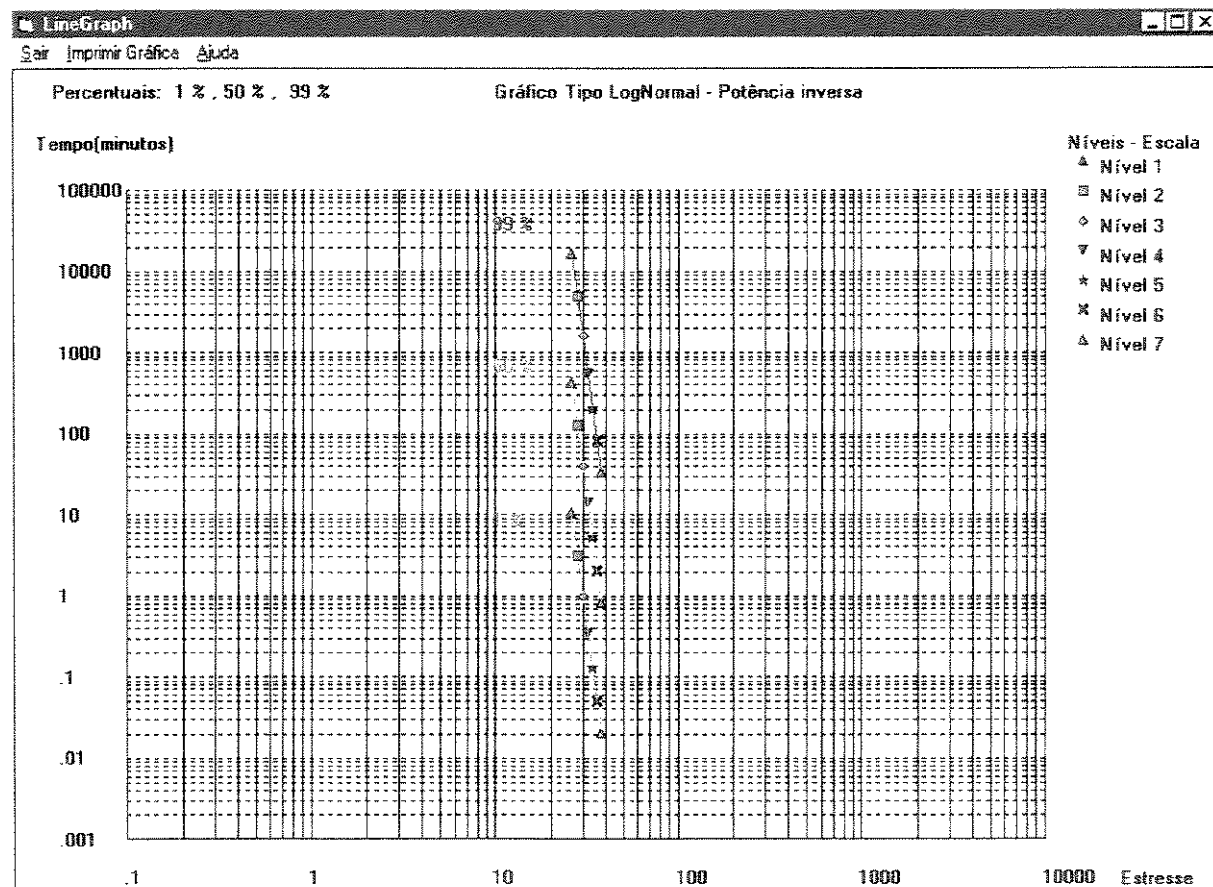 LineGraph
Sair Imprimir Gráfica Ajuda
Percentuais: 1 % , 50 % , 99 % Gráfico Tipo LogNormal - Potência inversa
Tempo(minutos)
Níveis - Escala
Nível 1
Nível 2
Nível 3
Nível 4
Nível 5
Nível 6
Nível 7
100000
99 %
10000
1000
100
10
1
.1
.01
.001
.1 1 10 100 1000 10000 Estresse